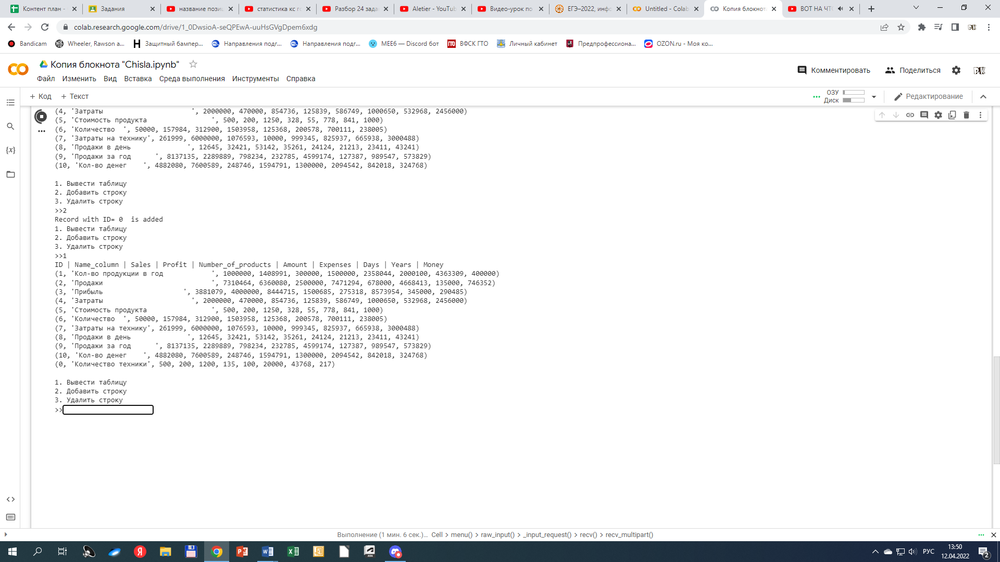 Контент план -
Задания
название пози
статистика кс го
Разбор 24 зада
Aletier - YouTub
Видео-урок по
ЕГЭ–2022, инфо
Untitled - Colab
Копия блокнот
ВОТ НА ЧТО
colab.research.google.com/drive/1_0DwsioA-seQPEwA-uuHsGVgDpem6xdg
Bandicam
Wheeler, Rawson a...
Защитный бампер...
Направления подг...
Направления подг...
MEE6 — Discord бот
ВФСК ГТО
Личный кабинет
Предпрофессиона...
OZON.ru - Моя ко...
Копия блокнота "Chisla.ipynb"
Комментировать
Поделиться
Файл Изменить Вид Вставка Среда выполнения Инструменты Справка
+ Код + Текст
ОЗУ
Диск
Редактирование
(4, 'Затраты                      ', 2000000, 470000, 854736, 125839, 586749, 1000650, 532968, 2456000)
(5, 'Стоимость продукта                ', 500, 200, 1250, 328, 55, 778, 841, 1000)
(6, 'Количество  ', 50000, 157984, 312900, 1503958, 125368, 200578, 700111, 238005)
(7, 'Затраты на технику', 261999, 6000000, 1076593, 10000, 999345, 825937, 665938, 3000488)
(8, 'Продажи в день              ', 12645, 32421, 53142, 35261, 24124, 21213, 23411, 43241)
(9, 'Продажи за год      ', 8137135, 2289889, 798234, 232785, 4599174, 127387, 989547, 573829)
(10, 'Кол-во денег    ', 4882080, 7600589, 248746, 1594791, 1300000, 2094542, 842018, 324768)
1. Вывести таблицу
2. Добавить строку
3. Удалить строку
>>2
Record with ID= 0  is added
1. Вывести таблицу
2. Добавить строку
3. Удалить строку
>>1
ID | Name_column | Sales | Profit | Number_of_products | Amount | Expenses | Days | Years | Money
(1, 'Кол-во продукции в год            ', 1000000, 1408991, 300000, 1500000, 2358044, 2000100, 4363309, 400000)
(2, 'Продажи                           ', 7310464, 6360080, 2500000, 7471294, 678000, 4668413, 135000, 746352)
(3, 'Прибыль                    ', 3881079, 4000000, 8444715, 1500685, 275318, 8573954, 345000, 290485)
(4, 'Затраты                      ', 2000000, 470000, 854736, 125839, 586749, 1000650, 532968, 2456000)
(5, 'Стоимость продукта                ', 500, 200, 1250, 328, 55, 778, 841, 1000)
(6, 'Количество  ', 50000, 157984, 312900, 1503958, 125368, 200578, 700111, 238005)
(7, 'Затраты на технику', 261999, 6000000, 1076593, 10000, 999345, 825937, 665938, 3000488)
(8, 'Продажи в день              ', 12645, 32421, 53142, 35261, 24124, 21213, 23411, 43241)
(9, 'Продажи за год      ', 8137135, 2289889, 798234, 232785, 4599174, 127387, 989547, 573829)
(10, 'Кол-во денег    ', 4882080, 7600589, 248746, 1594791, 1300000, 2094542, 842018, 324768)
(0, 'Количество техники', 500, 200, 1200, 135, 100, 20000, 43768, 217)
1. Вывести таблицу
2. Добавить строку
3. Удалить строку
>>
Выполнение (1 мин. 6 сек.)... Cell > menu() > raw_input() > _input_request() > recv() > recv_multipart()
РУС
13:50
12.04.2022
2